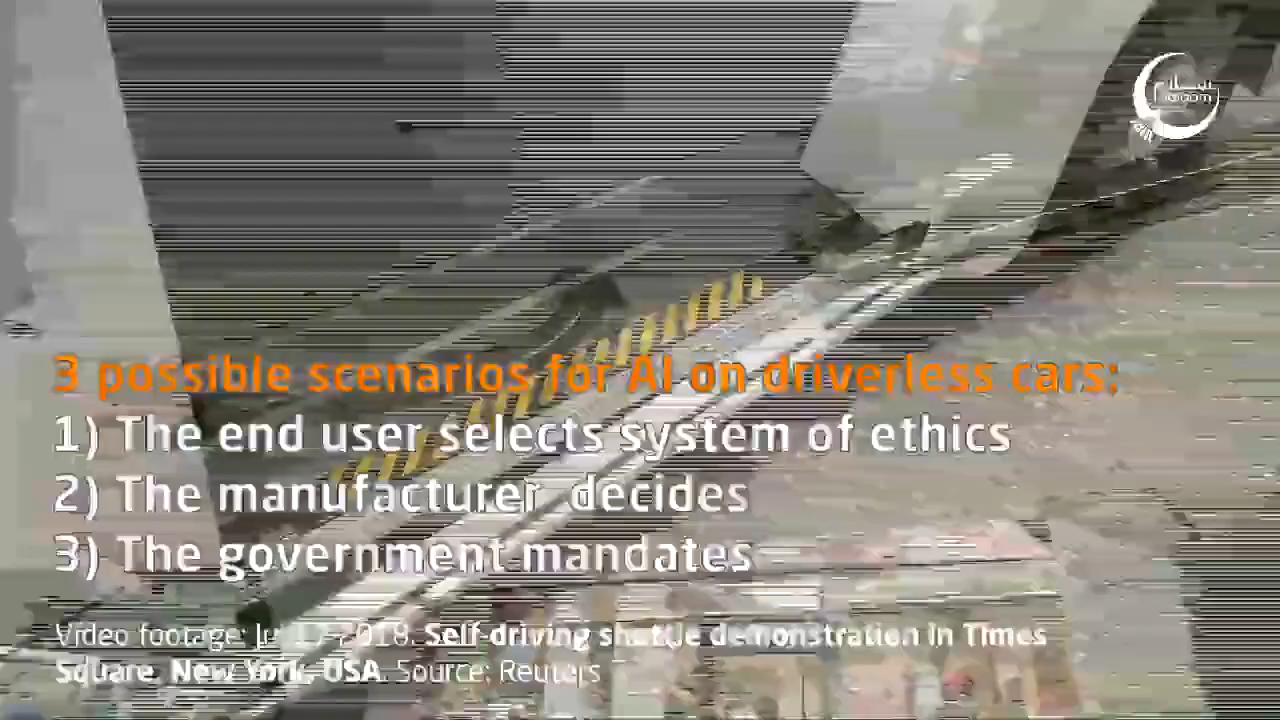 3 possible scenarios for AI on driverless cars:
1) The end user selects system of ethics
2) The manufacturer decides
3) The government mandates
Video footage: Self-driving shuttle demonstration in Times
Square, New York, USA. Source: Reuters